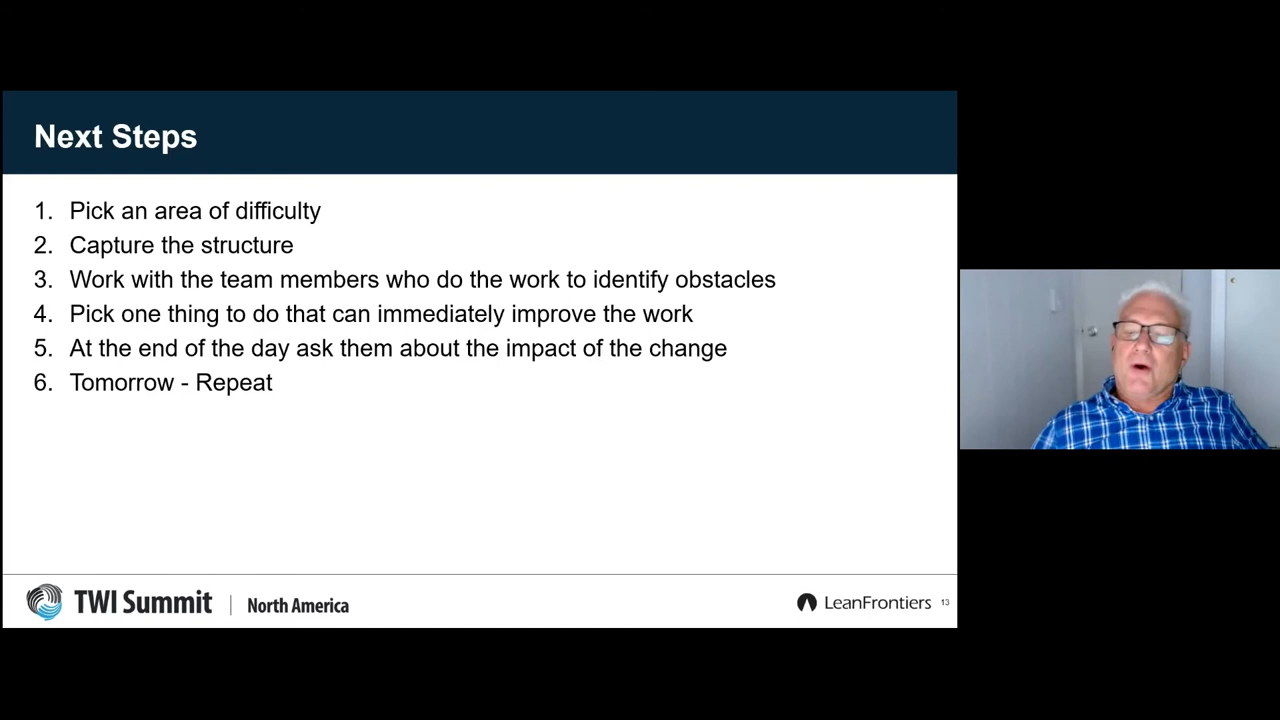 Next Steps
1. Pick an area of difficulty
2. Capture the structure
3. Work with the team members who do the work to identify obstacles
4. Pick one thing to do that can immediately improve the work
5. At the end of the day ask them about the impact of the change
6. Tomorrow - Repeat
TWI Summit | North America
LeanFrontiers 13